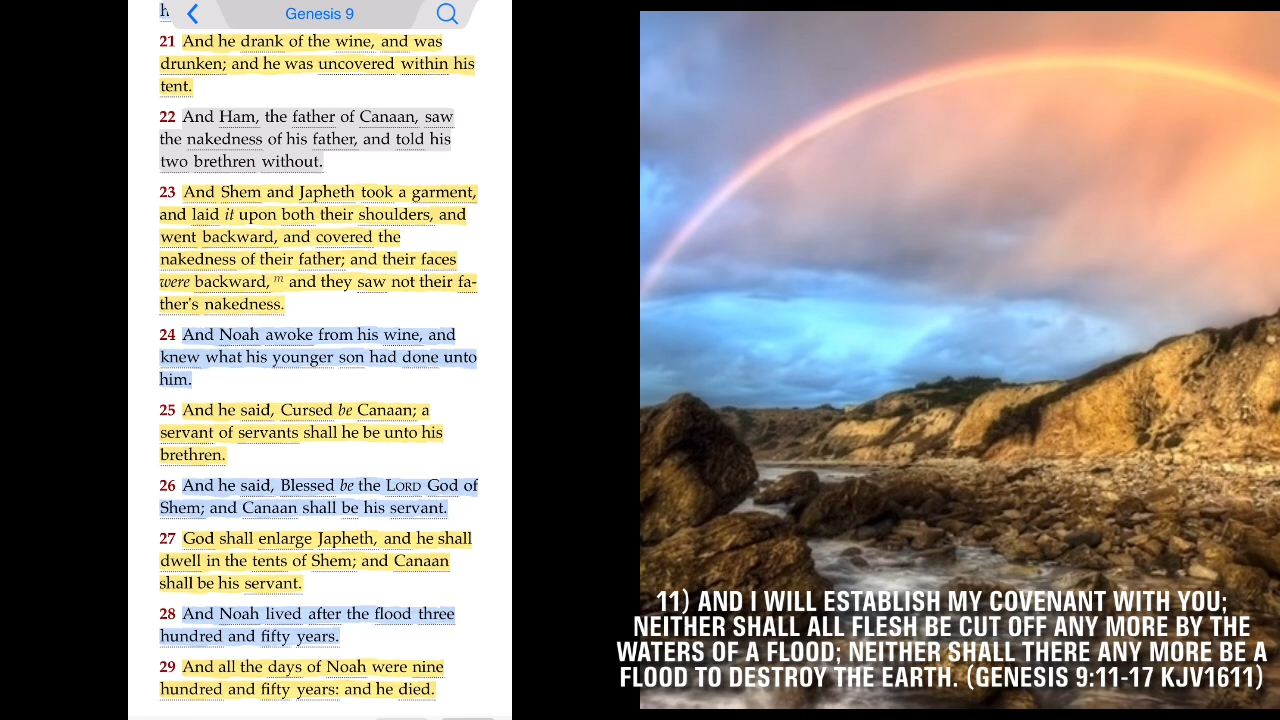 Genesis 9
21 And he drank of the wine, and was
drunken; and he was uncovered within his
tent.
22 And Ham, the father of Canaan, saw
the nakedness of his father, and told his
two brethren without.
23 And Shem and Japheth took a garment,
and laid it upon both their shoulders, and
went backward, and covered the
nakedness of their father; and their faces
were backward, m and they saw not their fa-
ther's nakedness.
24 And Noah awoke from his wine, and
knew what his younger son had done unto
him.
25 And he said, Cursed be Canaan; a
servant of servants shall he be unto his
brethren.
26 And he said, Blessed be the LORD God of
Shem; and Canaan shall be his servant.
27 God shall enlarge Japheth, and he shall
dwell in the tents of Shem; and Canaan
shall be his servant.
28 And Noah lived after the flood three
hundred and fifty years.
29 And all the days of Noah were nine
hundred and fifty years: and he died.
11) AND I WILL ESTABLISH MY COVENANT WITH YOU;
NEITHER SHALL ALL FLESH BE CUT OFF ANY MORE BY THE
WATERS OF A FLOOD; NEITHER SHALL THERE ANY MORE BE A
FLOOD TO DESTROY THE EARTH. (GENESIS 9:11-17 KJV1611)